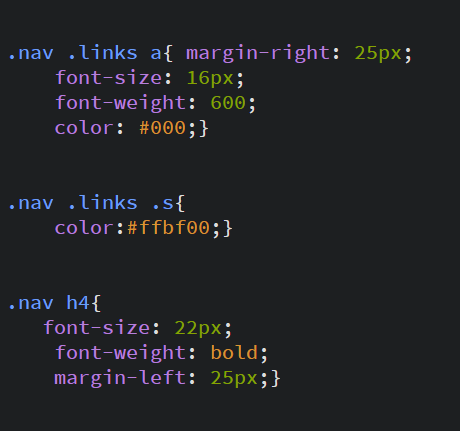 .nav .links a{ margin-right: 25px;
font-size: 16px;
font-weight: 600;
color: #000;}
.nav .links .s{
color:#ffbf00;}
.nav h4{
font-size: 22px;
font-weight: bold;
margin-left: 25px;}